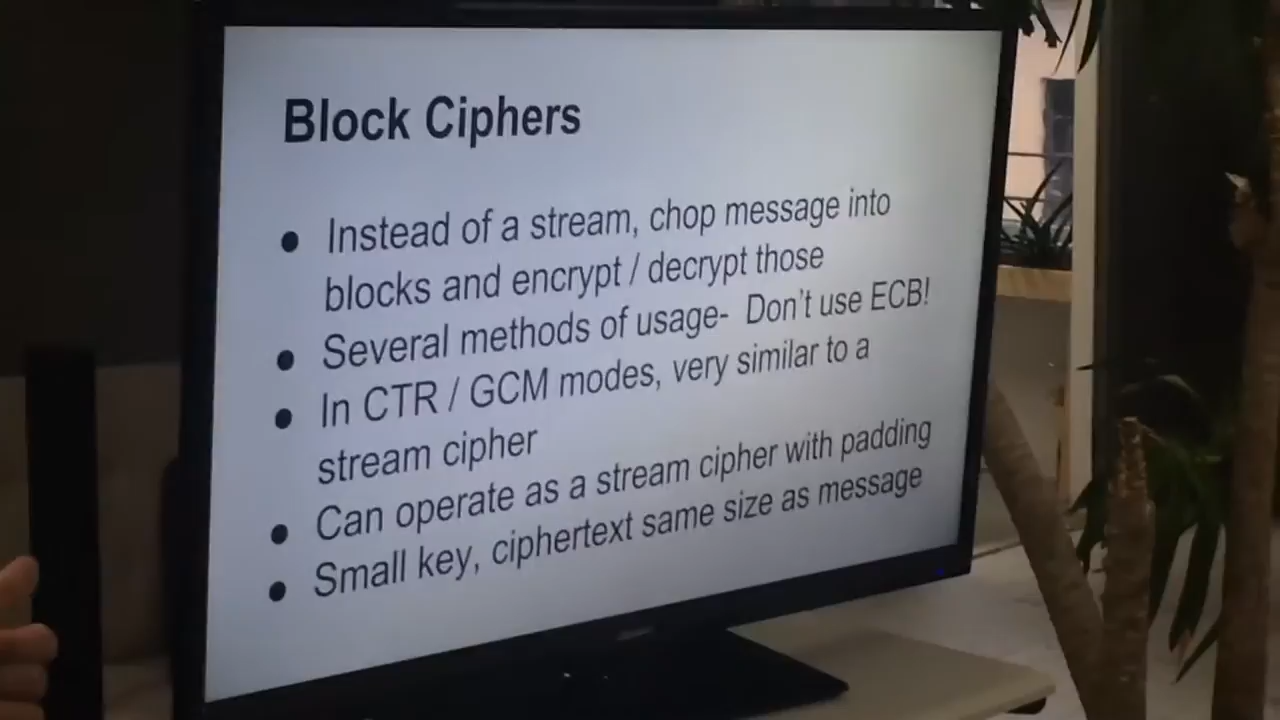 Block Ciphers
● Instead of a stream, chop message into
blocks and encrypt / decrypt those
● Several methods of usage- Don't use ECB!
● In CTR / GCM modes, very similar to a
stream cipher
● Can operate as a stream cipher with padding
● Small key, ciphertext same size as message